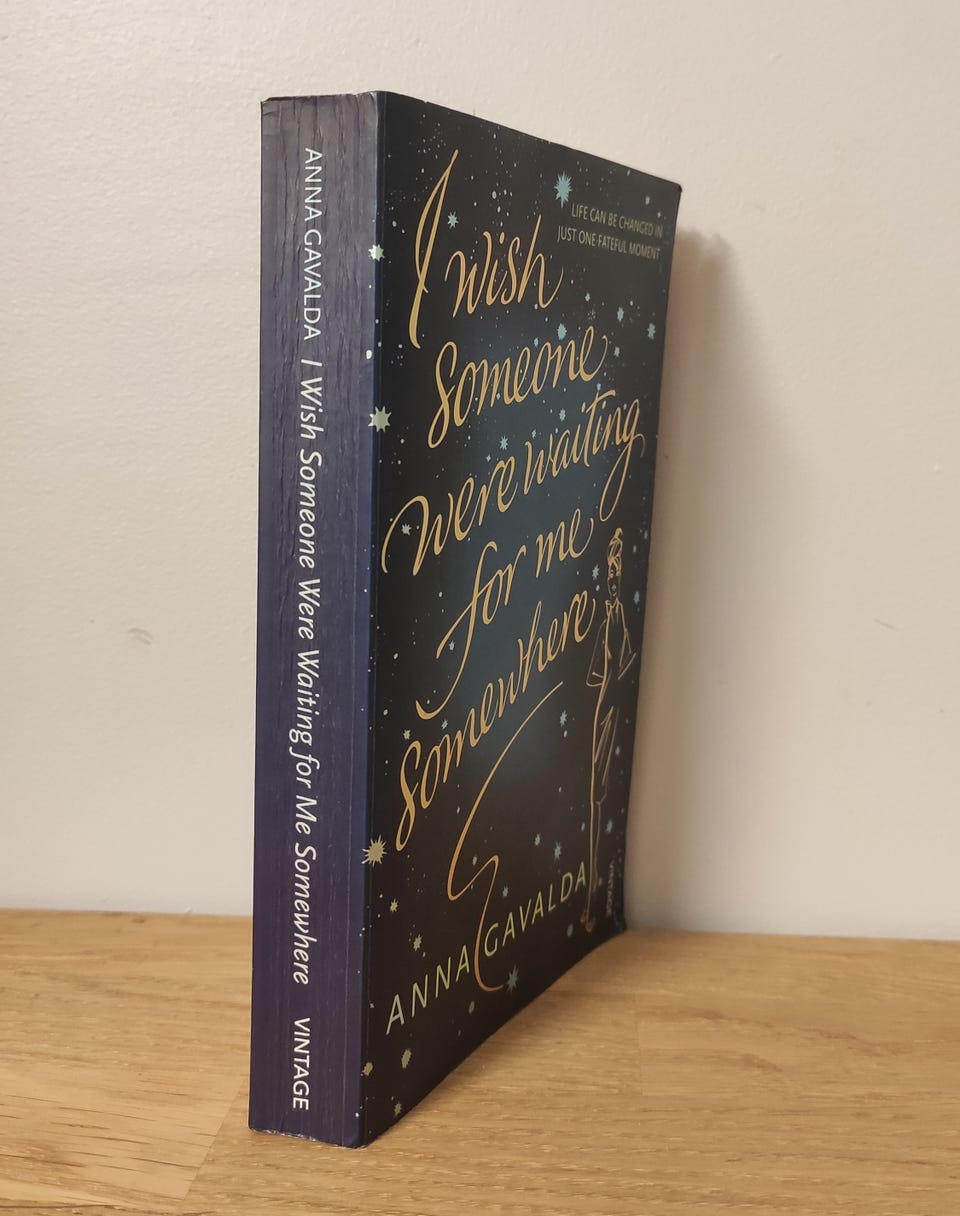 ANNA GAVALDA I Wish Someone Were Waiting for Me Somewhere VINTAGE
LIFE CAN BE CHANGED IN
JUST ONE FATEFUL MOMENT
I wish
someone
were waiting
for me
somewhere
ANNA GAVALDA
VINTAGE